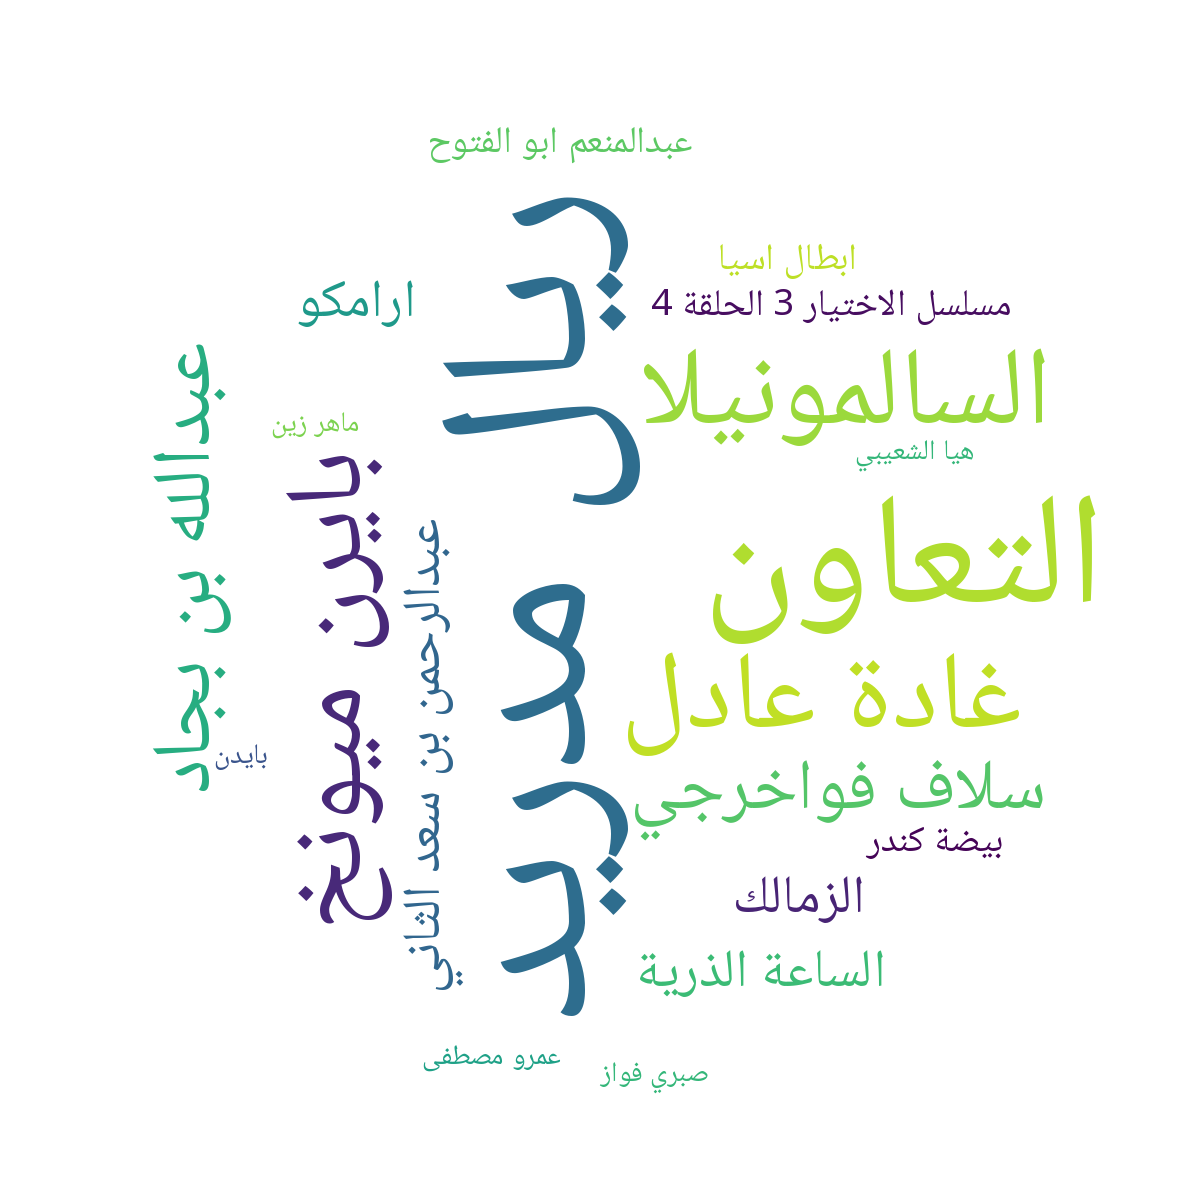 عبدالمنعم ابو الفتوح
ريال مدريد
ابطال اسيا
ارامكو
مسلسل الاختيار 3 الحلقة 4
السالمونيلا
عبدالله بن بجاد
ماهر زين
هيا الشعيبي
بايرن ميونخ
التعاون
عبدالرحمن بن سعد الثاني
غادة عادل
بايدن
سلاف فواخرجي
بيضة كندر
الزمالك
الساعة الذرية
عمرو مصطفى
صبري فواز